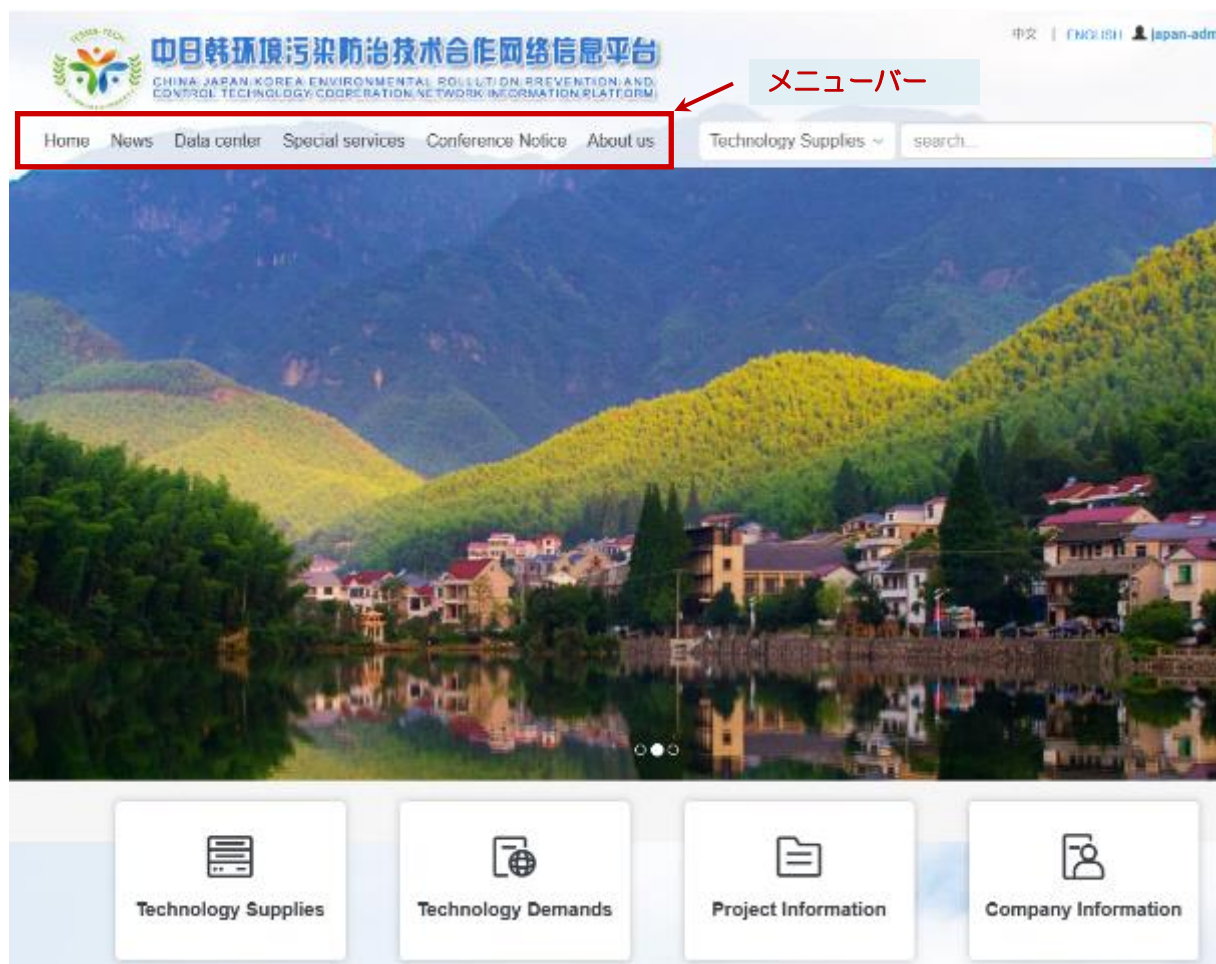 中日韩环境污染防治技术合作网络信息平台
CHINA JAPAN KOREA ENVIRONMENTAL POLLUTION PREVENTION AND
CONTROL TECHNOLOGY COOPERATION NETWORK INFORMATION PLATFORM
中文 | ENGLISH japan-adm
メニューバー
Home News Data center Special services Conference Notice About us
Technology Supplies search...
Technology Supplies
Technology Demands
Project Information
Company Information